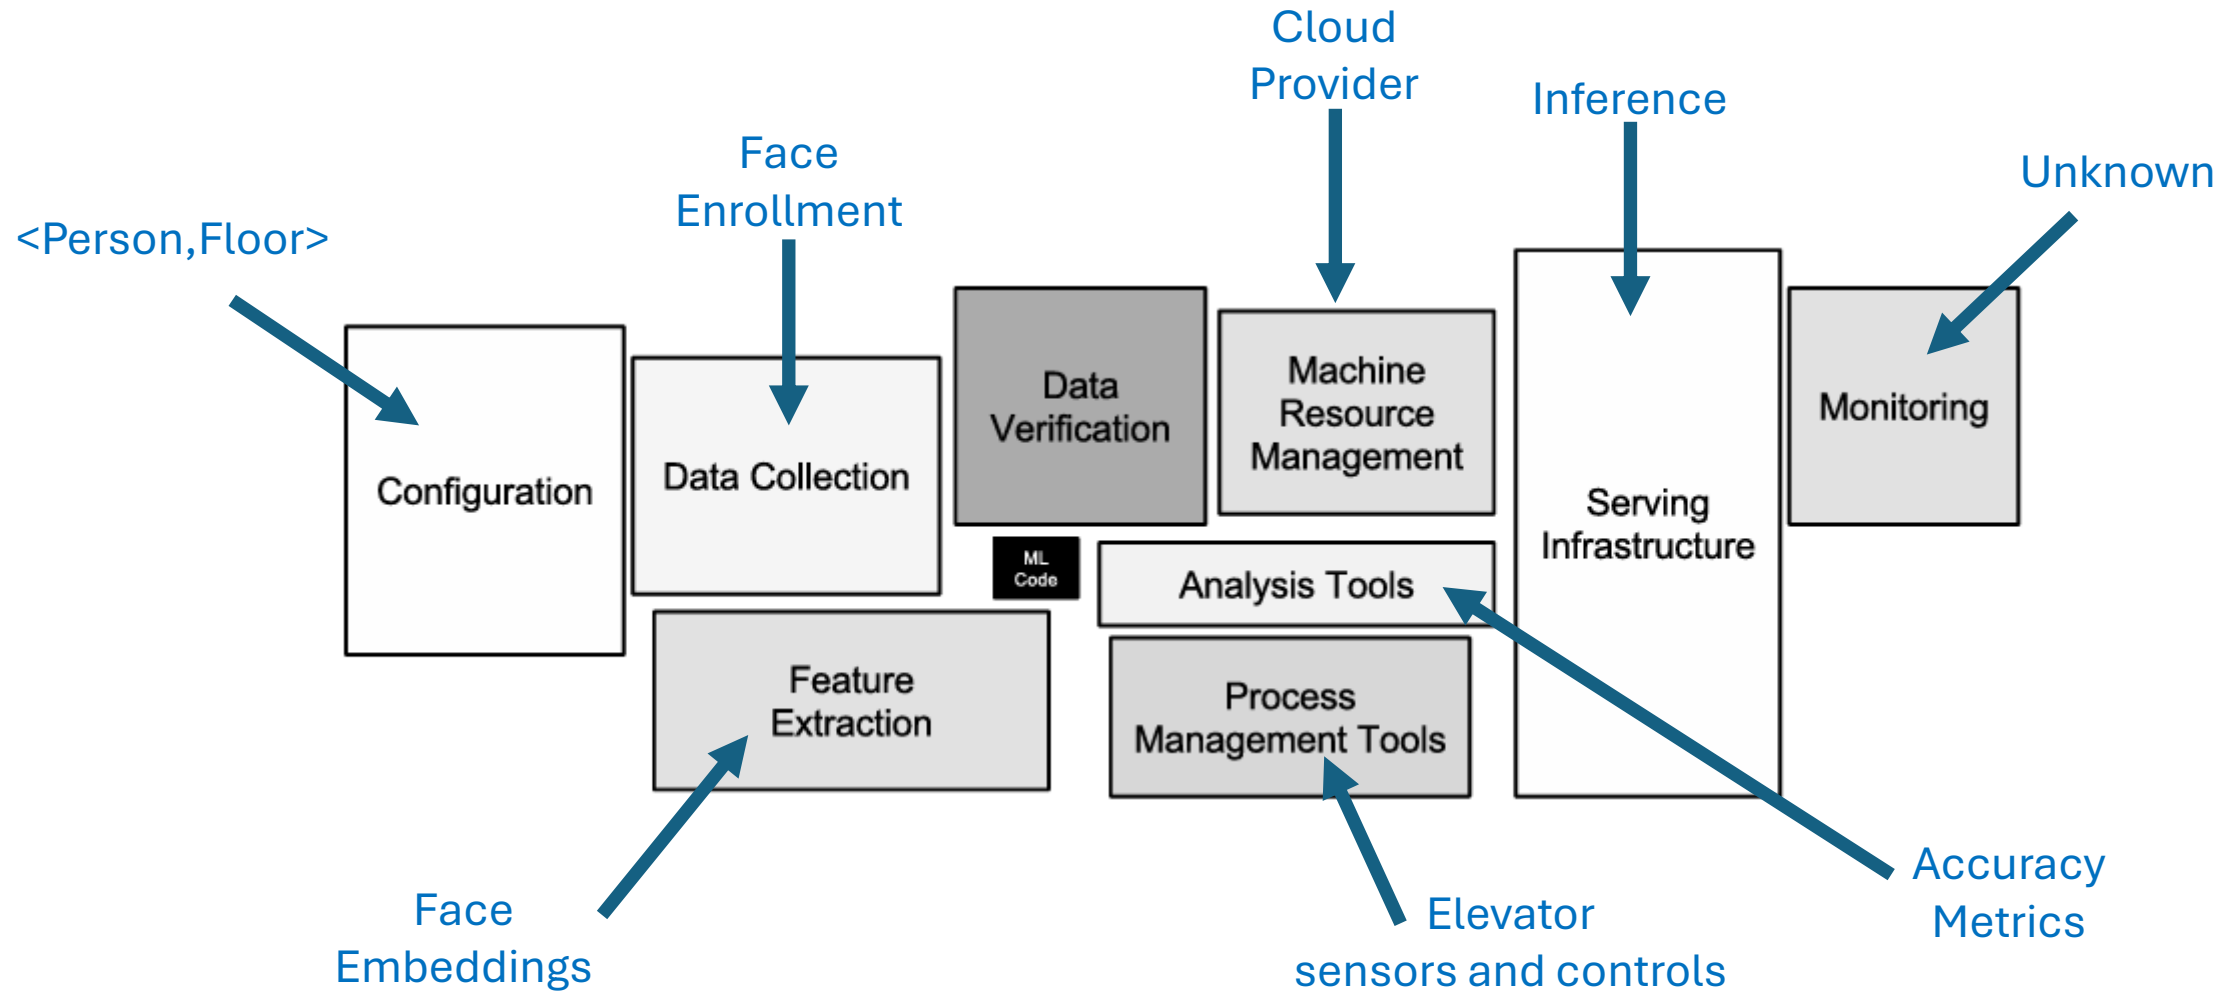 Cloud
Provider
Inference
Face
Enrollment
Unknown
<Person,Floor>
Configuration
Data Collection
Data
Verification
Machine
Resource
Management
Serving
Infrastructure
Monitoring
ML
Code
Analysis Tools
Feature
Extraction
Process
Management Tools
Face
Embeddings
Elevator
sensors and controls
Accuracy
Metrics